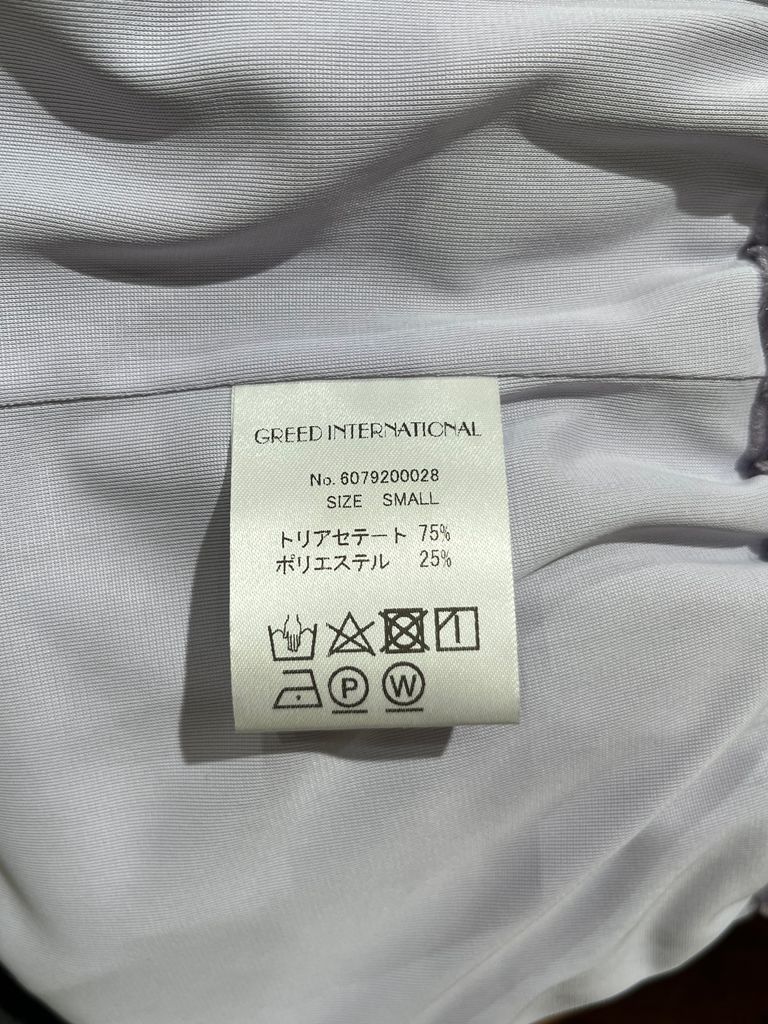 GREED INTERNATIONAL
No. 6079200028
SIZE SMALL
トリアセテート 75%
ポリエステル 25%
P W